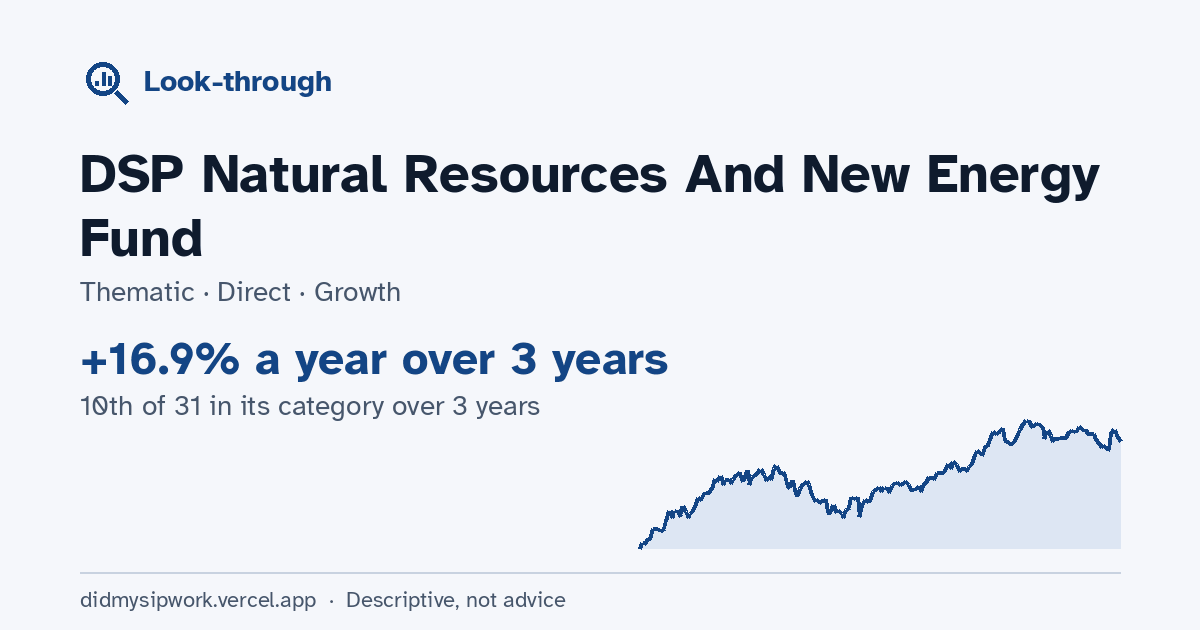 Look-through
DSP Natural Resources And New Energy
Fund
Thematic · Direct · Growth
+16.9% a year over 3 years
10th of 31 in its category over 3 years
didmysipwork.vercel.app · Descriptive, not advice